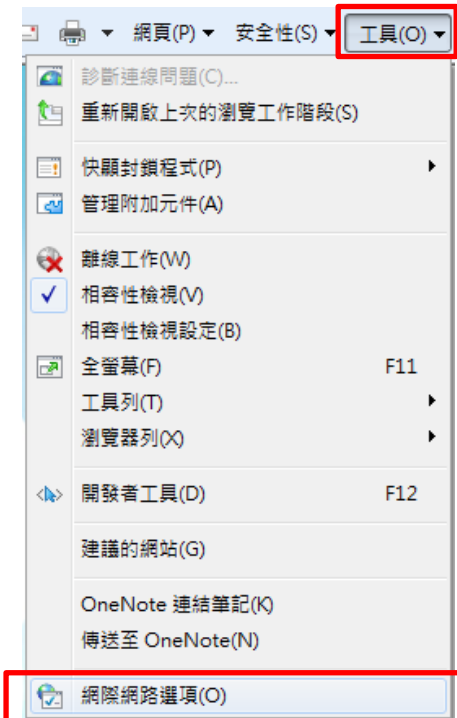 網頁(P) 安全性(S) 工具(O)
診斷連線問題(C)...
重新開啟上次的瀏覽工作階段(S)
快顯封鎖程式(P)
管理附加元件(A)
離線工作(W)
相容性檢視(V)
相容性檢視設定(B)
全螢幕(F) F11
工具列(T)
瀏覽器列(X)
開發者工具(D) F12
建議的網站(G)
OneNote 連結筆記(K)
傳送至 OneNote(N)
網際網路選項(O)